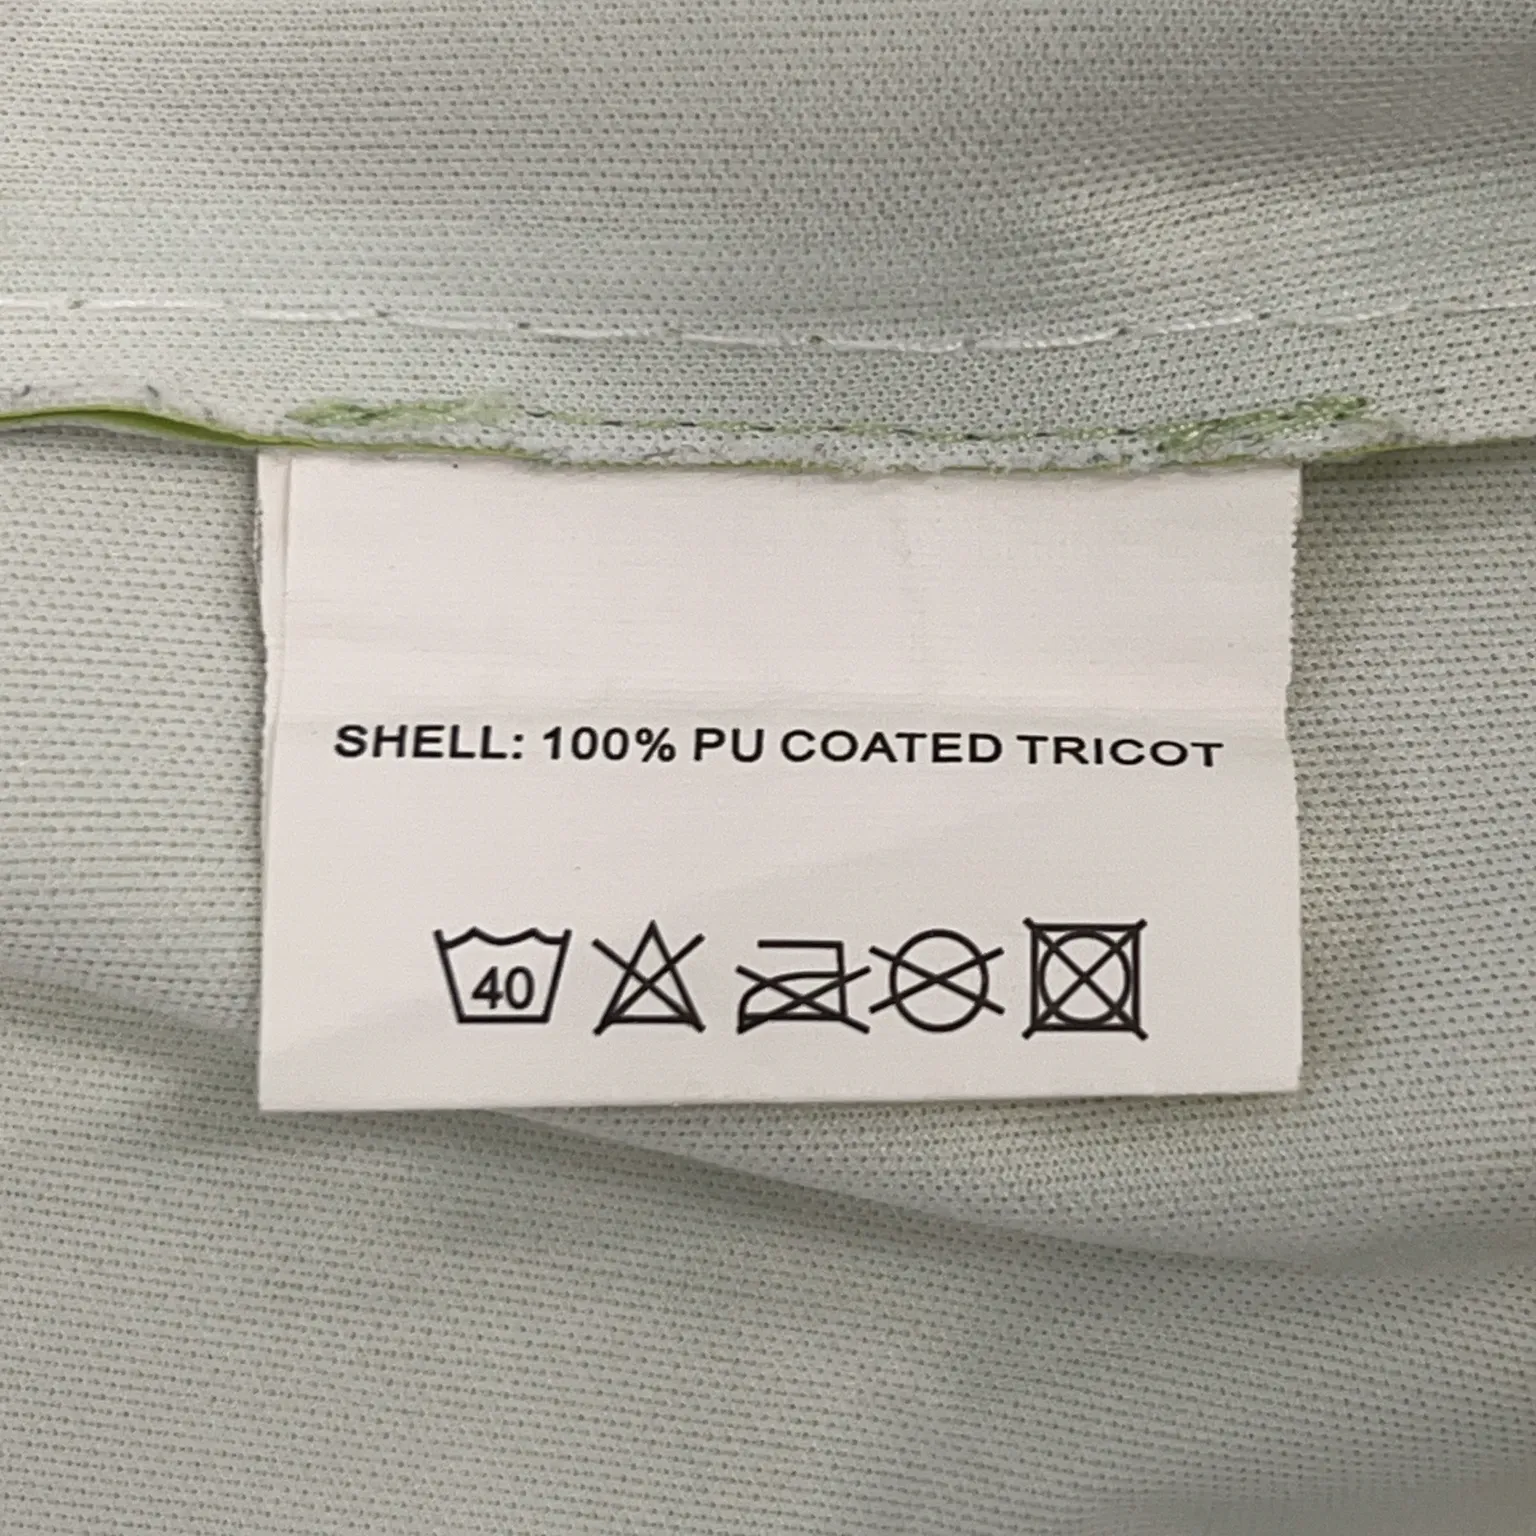 SHELL: 100% PU COATED TRICOT
40